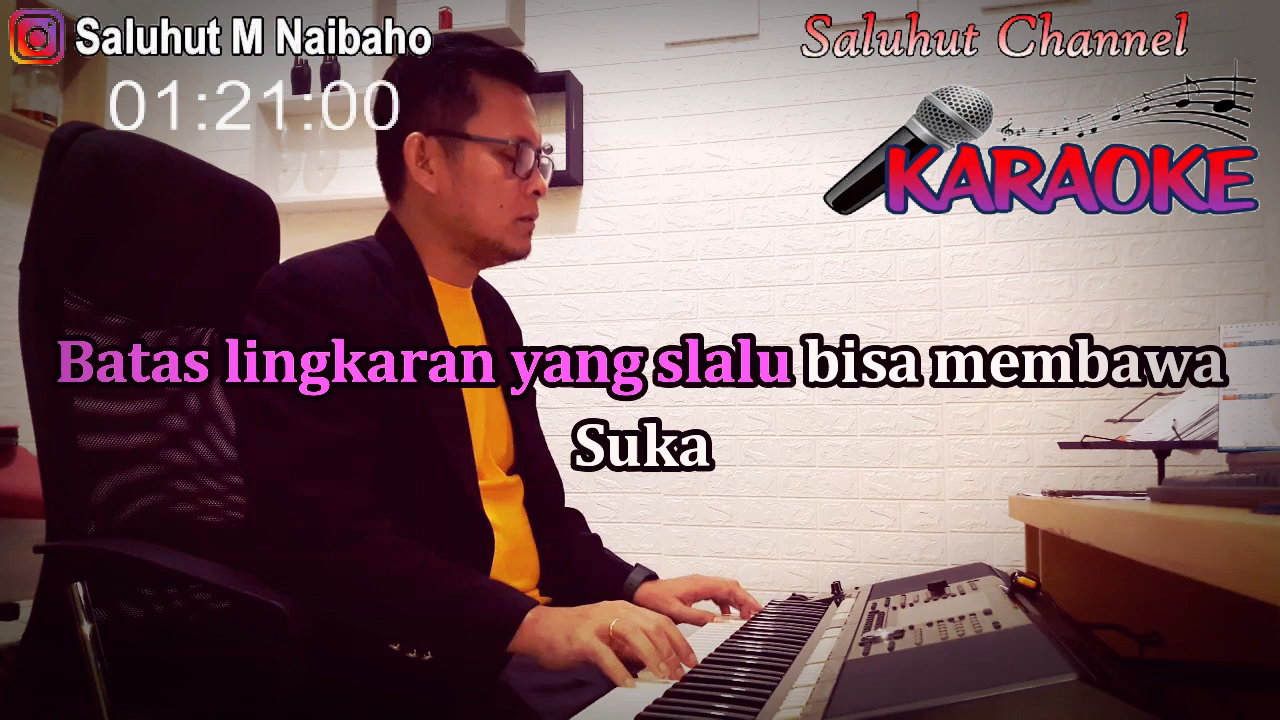 Saluhut M Naibaho
Saluhut Channel
01:21:00
KARAOKE
Batas lingkaran yang slalu bisa membawa
Suka